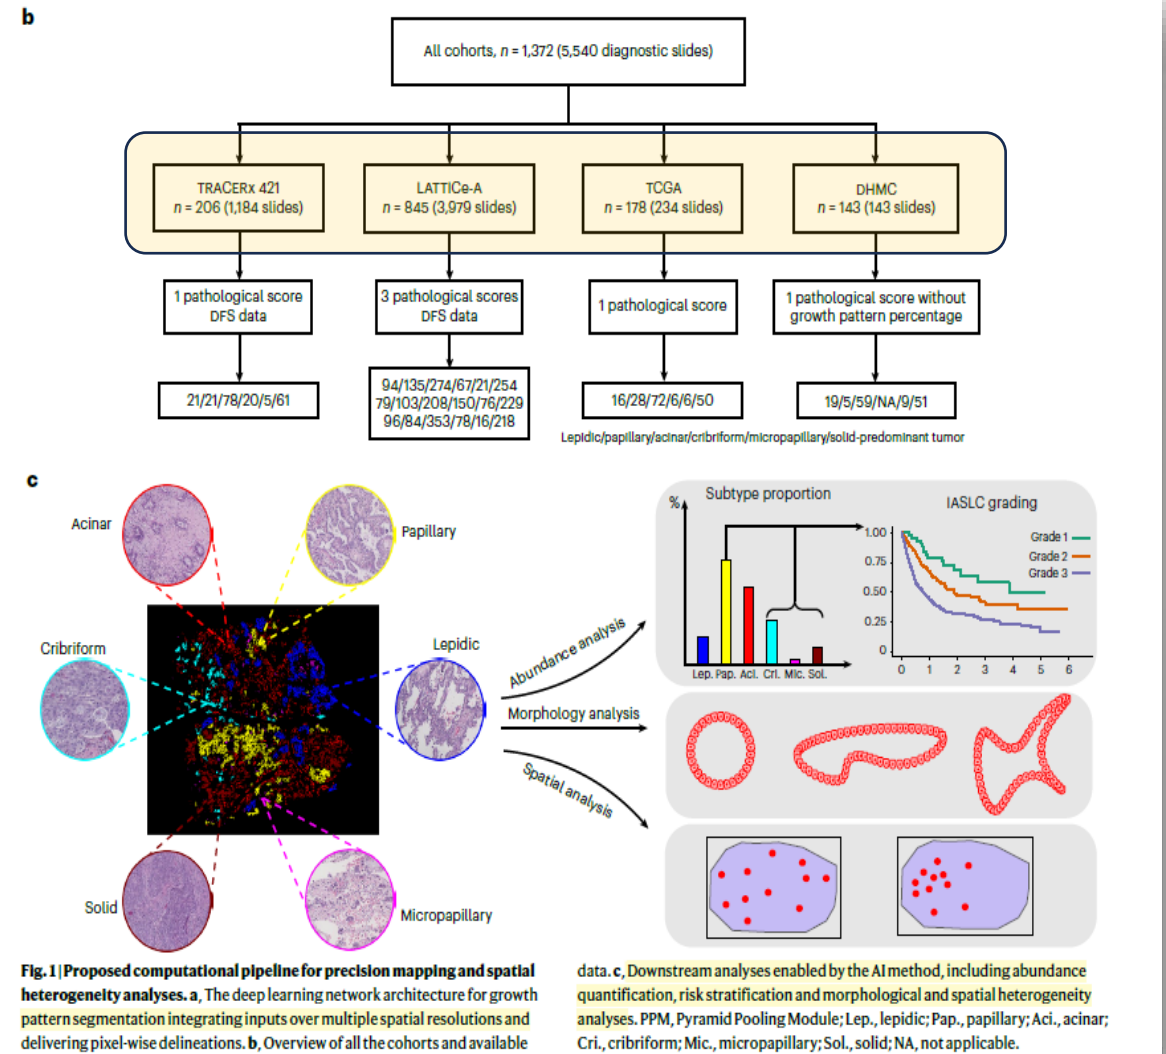 b
All cohorts, n = 1,372 (5,540 diagnostic slides)
TRACERx 421
n = 206 (1,184 slides)
LATTICe-A
n = 845 (3,979 slides)
TCGA
n = 178 (234 slides)
DHMC
n = 143 (143 slides)
1 pathological score
DFS data
3 pathological scores
DFS data
1 pathological score
1 pathological score without
growth pattern percentage
21/21/78/20/5/61
94/135/274/67/21/254
79/103/208/150/76/229
96/84/353/78/16/218
16/28/72/6/6/50
19/5/59/NA/9/51
Lepidic/papillary/acinar/cribriform/micropapillary/solid-predominant tumor
c
Acinar
Papillary
Cribriform
Lepidic
Solid
Micropapillary
Abundance analysis
Morphology analysis
Spatial analysis
%
Subtype proportion
Lep. Pap. Aci. Cri. Mic. Sol.
IASLC grading
1.00
0.75
0.50
0.25
0
0 1 2 3 4 5 6
Grade 1
Grade 2
Grade 3
Fig. 1 | Proposed computational pipeline for precision mapping and spatial
heterogeneity analyses. a, The deep learning network architecture for growth
pattern segmentation integrating inputs over multiple spatial resolutions and
delivering pixel-wise delineations. b, Overview of all the cohorts and available
data. c, Downstream analyses enabled by the AI method, including abundance
quantification, risk stratification and morphological and spatial heterogeneity
analyses. PPM, Pyramid Pooling Module; Lep., lepidic; Pap., papillary; Aci., acinar;
Cri., cribriform; Mic., micropapillary; Sol., solid; NA, not applicable.